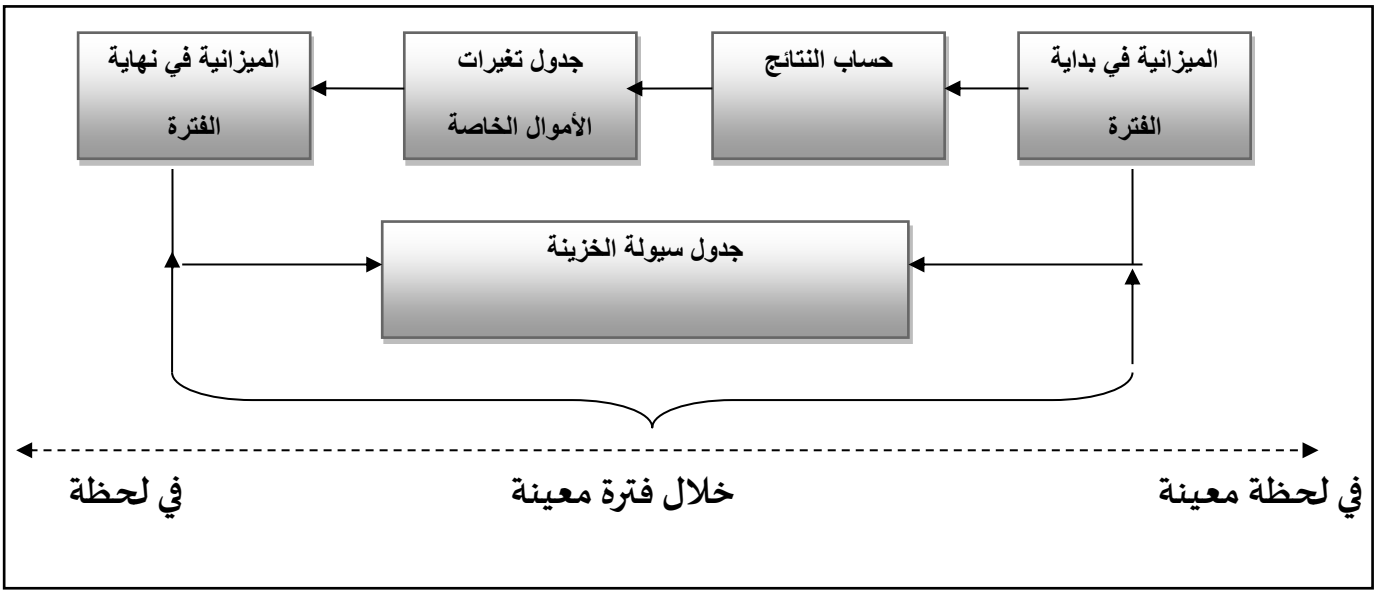 الميزانية في بداية
الفترة
حساب النتائج
جدول تغيرات
الأموال الخاصة
الميزانية في نهاية
الفترة
جدول سيولة الخزينة
في لحظة معينة
خلال فترة معينة
في لحظة